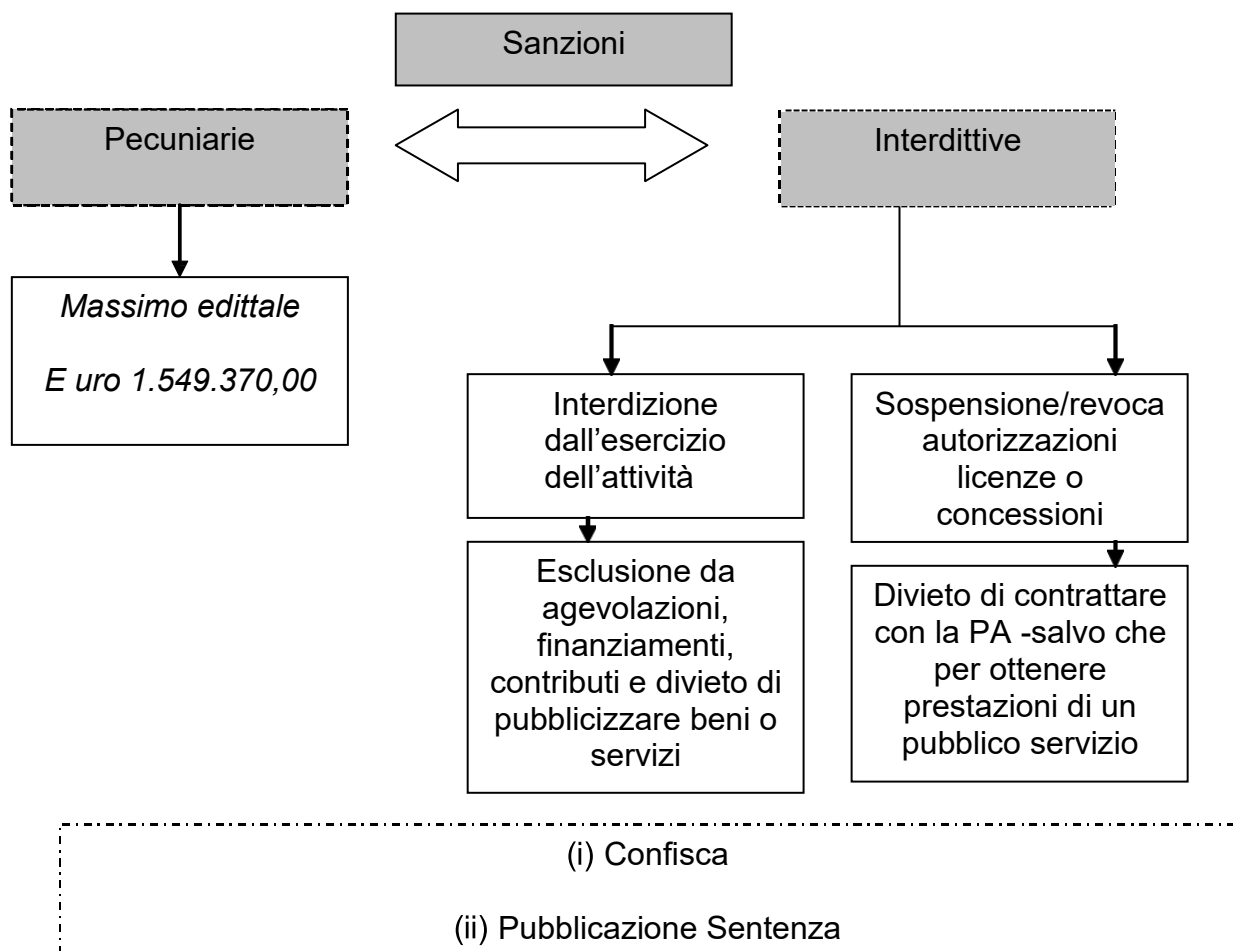 Sanzioni
Pecuniarie
Interdittive
Massimo edittale
E uro 1.549.370,00
Interdizione
dall’esercizio
dell’attività
Sospensione/revoca
autorizzazioni
licenze o
concessioni
Esclusione da
agevolazioni,
finanziamenti,
contributi e divieto di
pubblicizzare beni o
servizi
Divieto di contrattare
con la PA -salvo che
per ottenere
prestazioni di un
pubblico servizio
(i) Confisca
(ii) Pubblicazione Sentenza